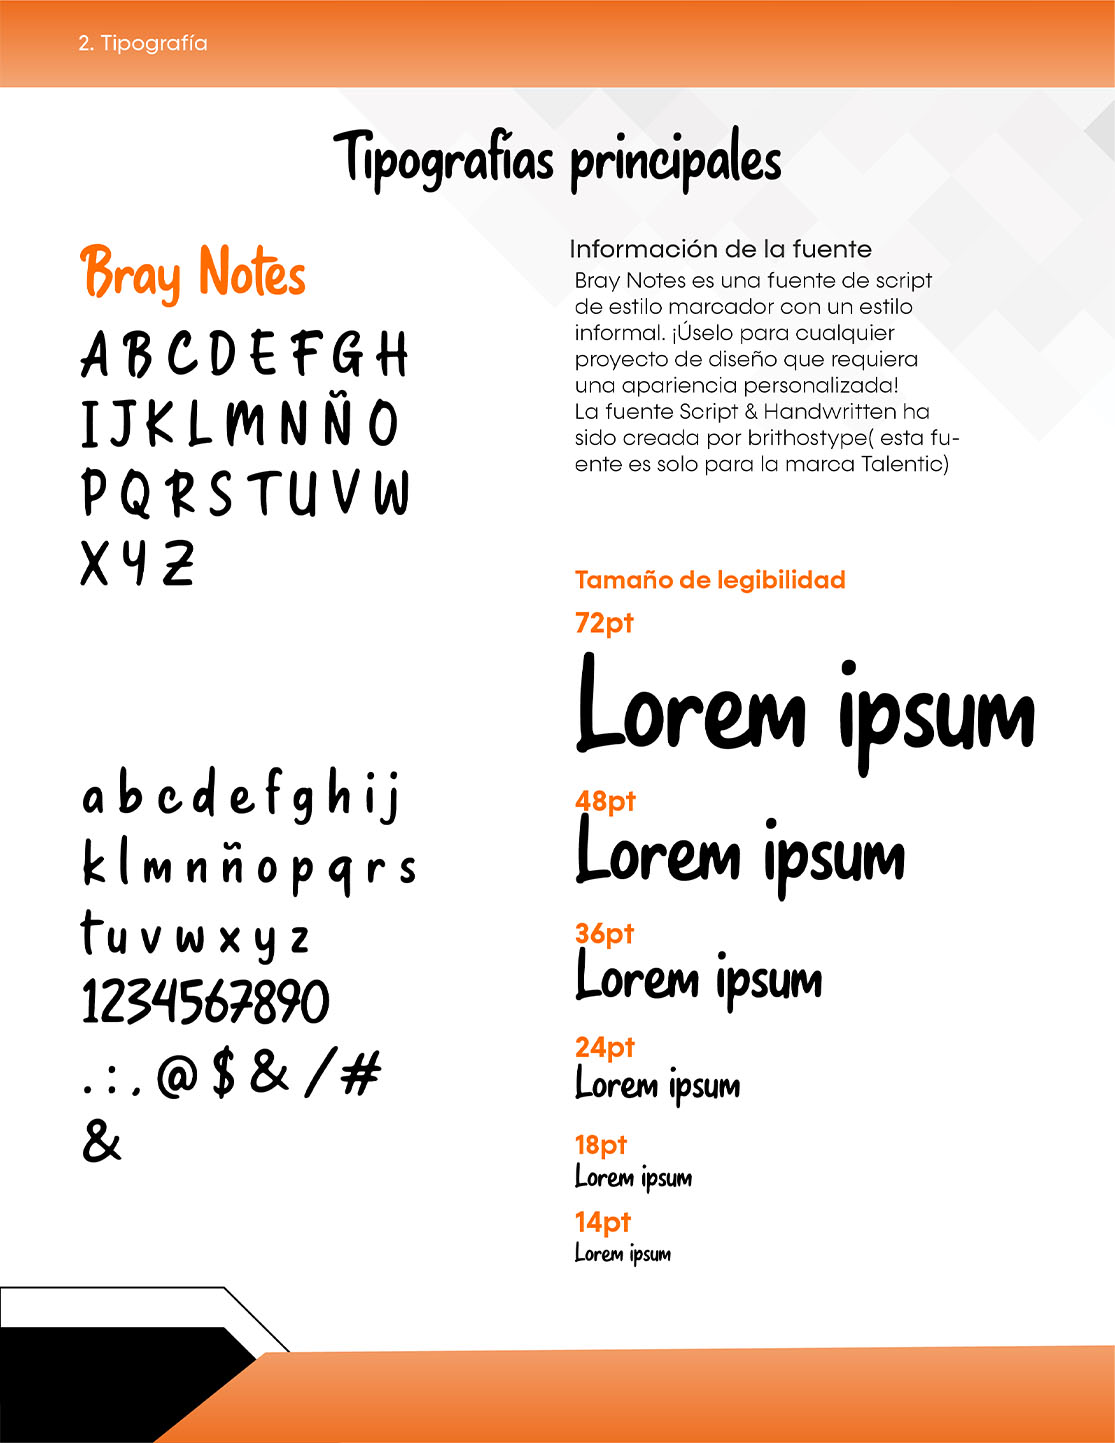 2. Tipografía
Tipografías principales
Bray Notes
A B C D E F G H
I J K L M N Ñ O
P Q R S T U V W
X Y Z
a b c d e f g h i j
k l m n ñ o p q r s
t u v w x y z
1234567890
. : , @ $ & / #
&
Información de la fuente
Bray Notes es una fuente de script
de estilo marcador con un estilo
informal. ¡Úselo para cualquier
proyecto de diseño que requiera
una apariencia personalizada!
La fuente Script & Handwritten ha
sido creada por brithostype( esta fu-
ente es solo para la marca Talentic)
Tamaño de legibilidad
72pt
Lorem ipsum
48pt
Lorem ipsum
36pt
Lorem ipsum
24pt
Lorem ipsum
18pt
Lorem ipsum
14pt
Lorem ipsum